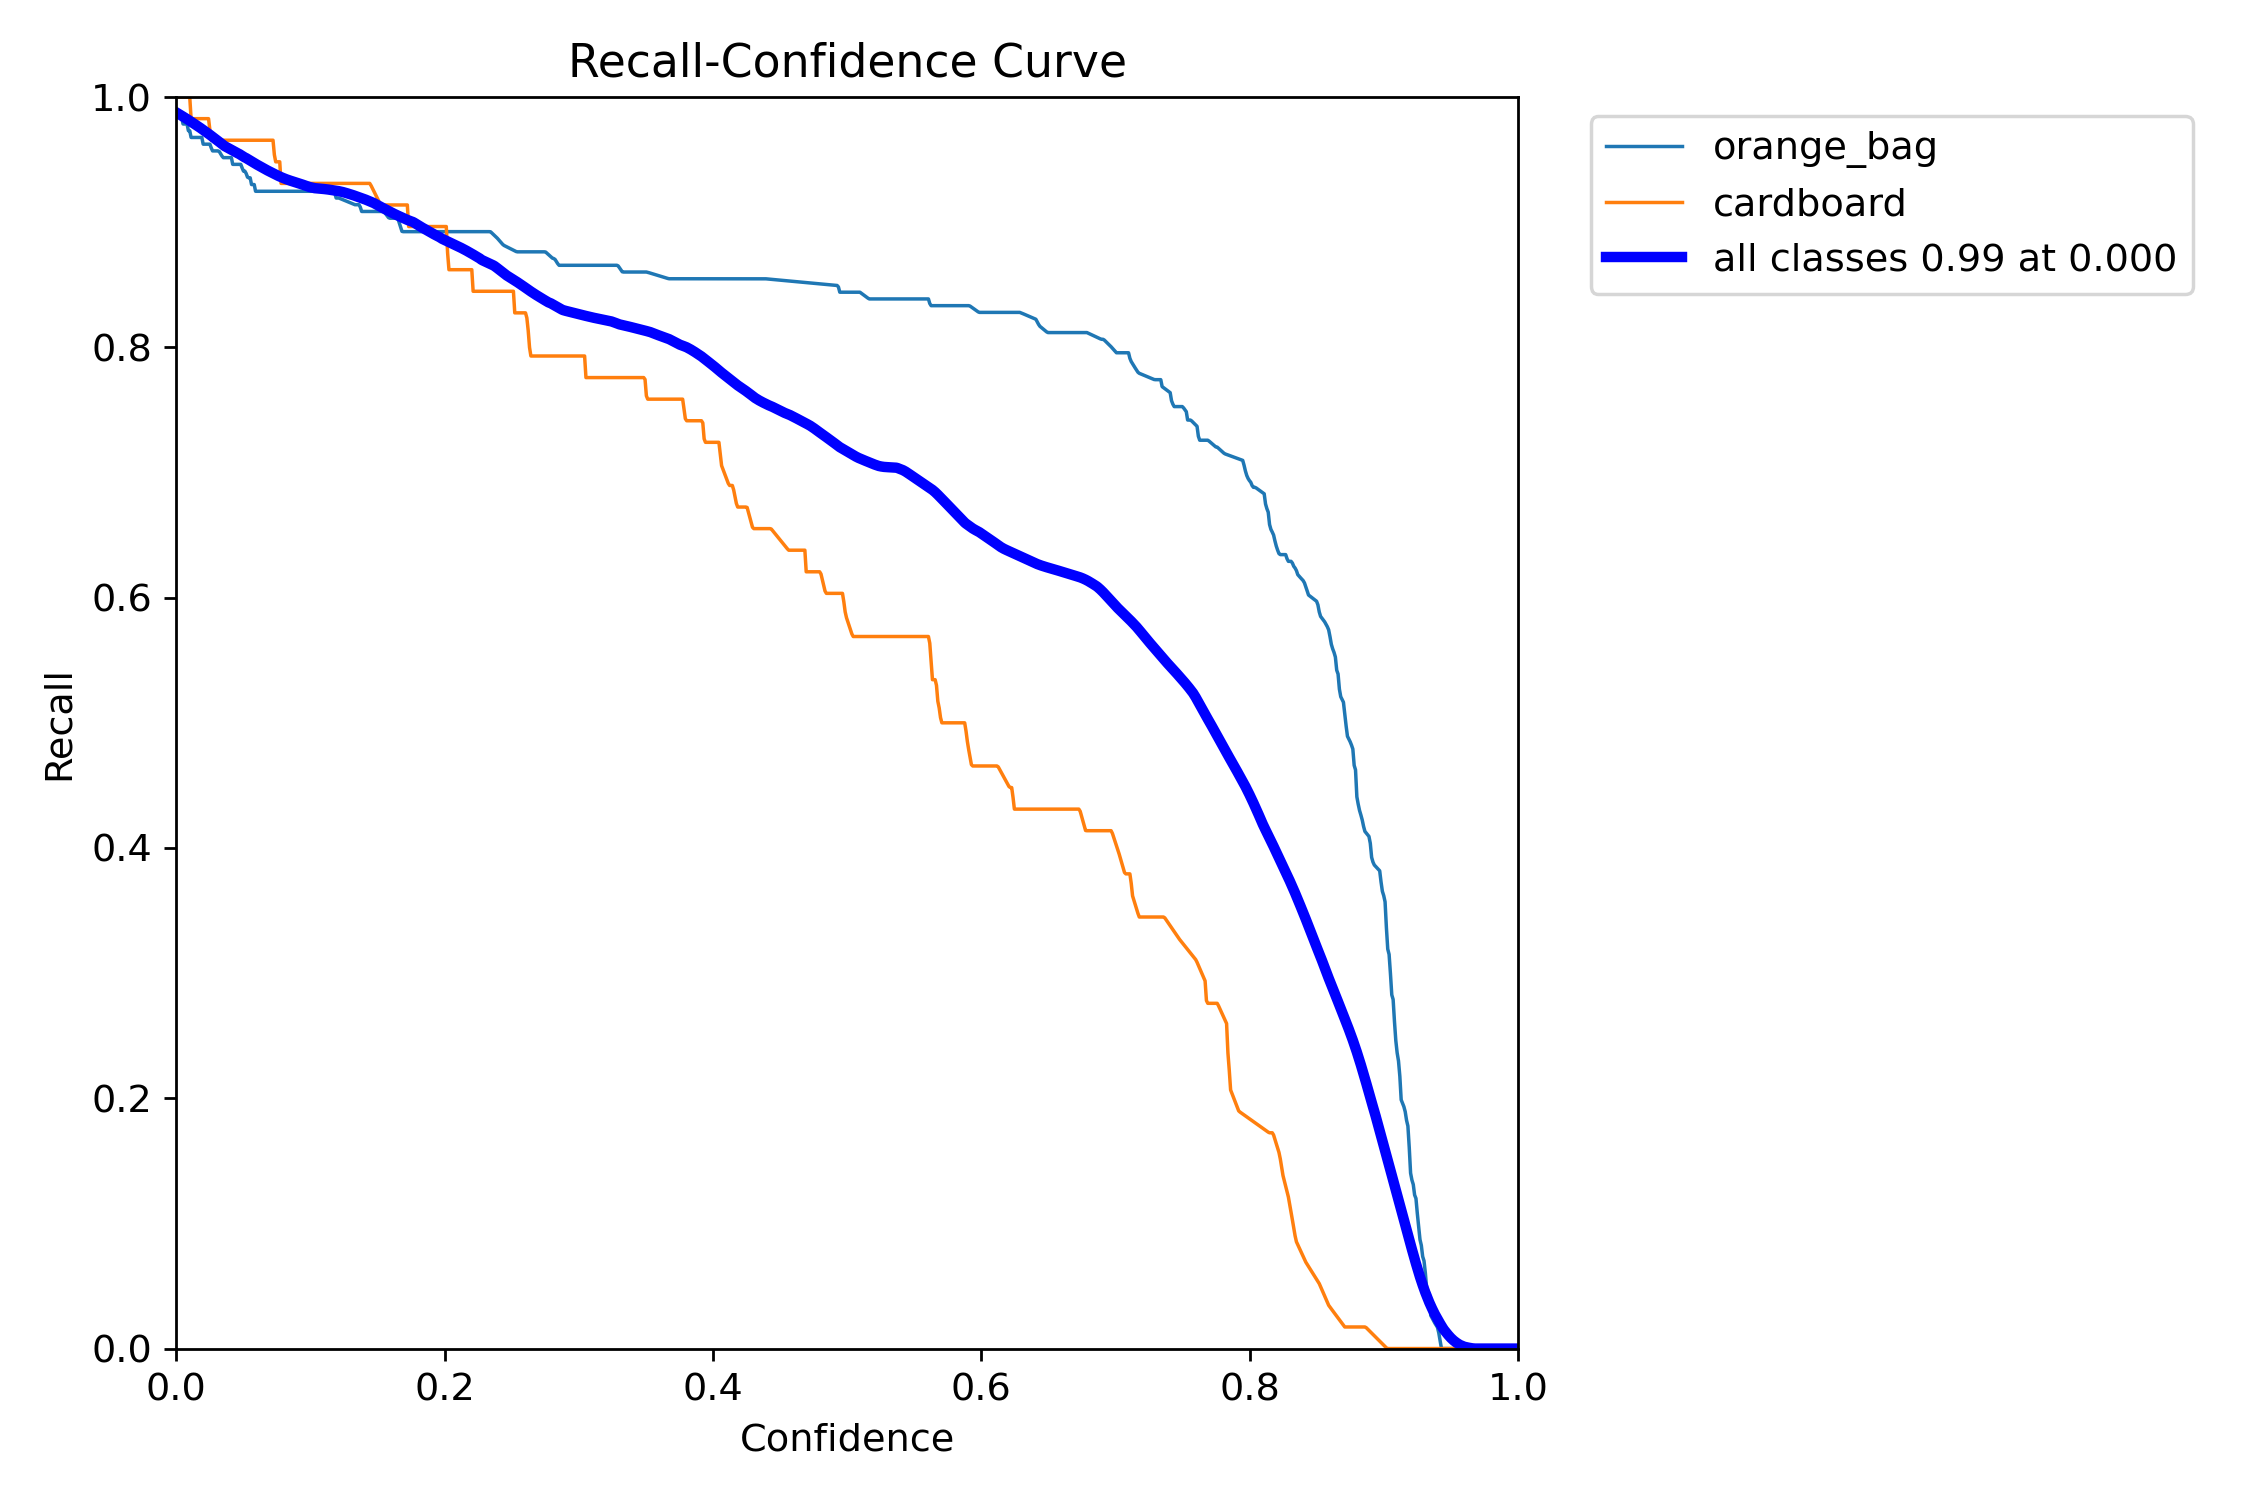 Recall-Confidence Curve
1.0
0.8
0.6
0.4
0.2
0.0
Recall
0.0 0.2 0.4 0.6 0.8 1.0
Confidence
orange_bag
cardboard
all classes 0.99 at 0.000